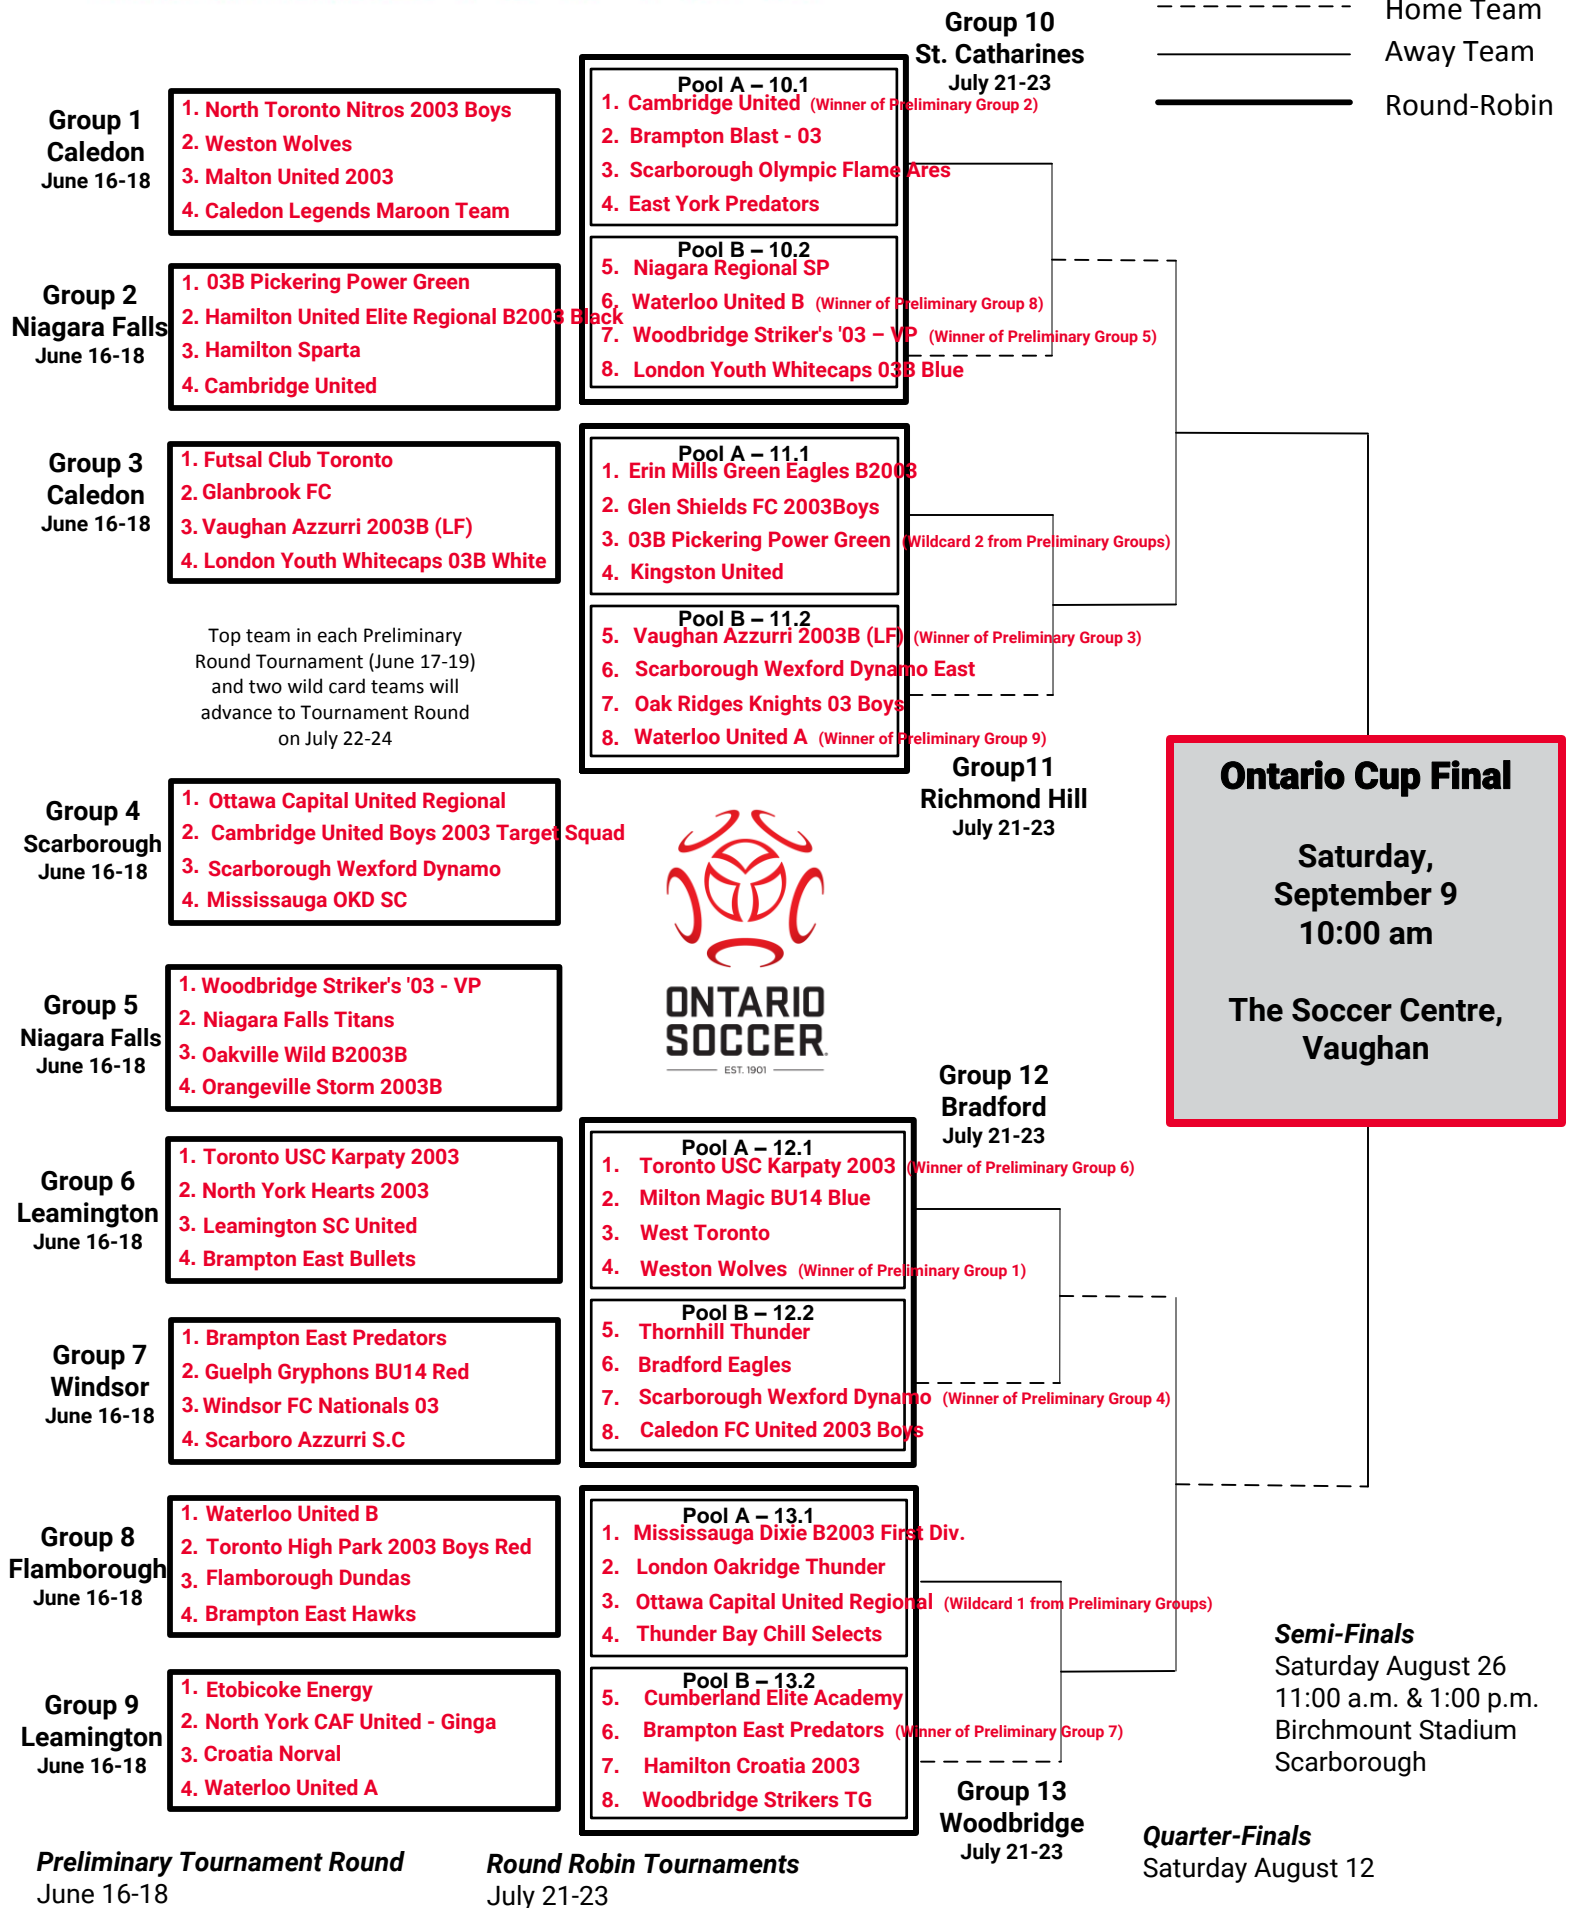 Home Team
Away Team
Round-Robin
Group 10
St. Catharines
July 21-23
Group 1
Caledon
June 16-18
1. North Toronto Nitros 2003 Boys
2. Weston Wolves
3. Malton United 2003
4. Caledon Legends Maroon Team
Group 2
Niagara Falls
June 16-18
1. 03B Pickering Power Green
2. Hamilton United Elite Regional B2003 Black
3. Hamilton Sparta
4. Cambridge United
Group 3
Caledon
June 16-18
1. Futsal Club Toronto
2. Glanbrook FC
3. Vaughan Azzurri 2003B (LF)
4. London Youth Whitecaps 03B White
Top team in each Preliminary
Round Tournament (June 17-19)
and two wild card teams will
advance to Tournament Round
on July 22-24
Group 4
Scarborough
June 16-18
1. Ottawa Capital United Regional
2. Cambridge United Boys 2003 Target Squad
3. Scarborough Wexford Dynamo
4. Mississauga OKD SC
Group 5
Niagara Falls
June 16-18
1. Woodbridge Striker's '03 - VP
2. Niagara Falls Titans
3. Oakville Wild B2003B
4. Orangeville Storm 2003B
Group 6
Leamington
June 16-18
1. Toronto USC Karpaty 2003
2. North York Hearts 2003
3. Leamington SC United
4. Brampton East Bullets
Group 7
Windsor
June 16-18
1. Brampton East Predators
2. Guelph Gryphons BU14 Red
3. Windsor FC Nationals 03
4. Scarboro Azzurri S.C
Group 8
Flamborough
June 16-18
1. Waterloo United B
2. Toronto High Park 2003 Boys Red
3. Flamborough Dundas
4. Brampton East Hawks
Group 9
Leamington
June 16-18
1. Etobicoke Energy
2. North York CAF United - Ginga
3. Croatia Norval
4. Waterloo United A
Pool A – 10.1
1. Cambridge United (Winner of Preliminary Group 2)
2. Brampton Blast - 03
3. Scarborough Olympic Flame Ares
4. East York Predators
Pool B – 10.2
5. Niagara Regional SP
6. Waterloo United B (Winner of Preliminary Group 8)
7. Woodbridge Striker's '03 – VP (Winner of Preliminary Group 5)
8. London Youth Whitecaps 03B Blue
Pool A – 11.1
1. Erin Mills Green Eagles B2003
2. Glen Shields FC 2003Boys
3. 03B Pickering Power Green (Wildcard 2 from Preliminary Groups)
4. Kingston United
Pool B – 11.2
5. Vaughan Azzurri 2003B (LF) (Winner of Preliminary Group 3)
6. Scarborough Wexford Dynamo East
7. Oak Ridges Knights 03 Boys
8. Waterloo United A (Winner of Preliminary Group 9)
Group11
Richmond Hill
July 21-23
ONTARIO
SOCCER.
EST. 1901
Group 12
Bradford
July 21-23
Pool A – 12.1
1. Toronto USC Karpaty 2003 (Winner of Preliminary Group 6)
2. Milton Magic BU14 Blue
3. West Toronto
4. Weston Wolves (Winner of Preliminary Group 1)
Pool B – 12.2
5. Thornhill Thunder
6. Bradford Eagles
7. Scarborough Wexford Dynamo (Winner of Preliminary Group 4)
8. Caledon FC United 2003 Boys
Pool A – 13.1
1. Mississauga Dixie B2003 First Div.
2. London Oakridge Thunder
3. Ottawa Capital United Regional (Wildcard 1 from Preliminary Groups)
4. Thunder Bay Chill Selects
Pool B – 13.2
5. Cumberland Elite Academy
6. Brampton East Predators (Winner of Preliminary Group 7)
7. Hamilton Croatia 2003
8. Woodbridge Strikers TG
Group 13
Woodbridge
July 21-23
Ontario Cup Final
Saturday,
September 9
10:00 am
The Soccer Centre,
Vaughan
Semi-Finals
Saturday August 26
11:00 a.m. & 1:00 p.m.
Birchmount Stadium
Scarborough
Quarter-Finals
Saturday August 12
Preliminary Tournament Round
June 16-18
Round Robin Tournaments
July 21-23